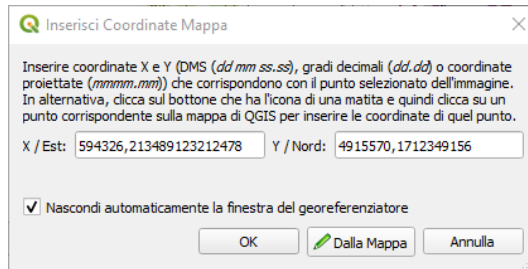 Inserisci Coordinate Mappa
Inserire coordinate X e Y (DMS (dd mm ss.ss), gradi decimali (dd.dd) o coordinate
proiettate (mmmm.mm)) che corrispondono con il punto selezionato dell'immagine.
In alternativa, clicca sul bottone che ha l'icona di una matita e quindi clicca su un
punto corrispondente sulla mappa di QGIS per inserire le coordinate di quel punto.
X / Est: 594326,213489123212478 Y / Nord: 4915570,1712349156
Nascondi automaticamente la finestra del georeferenziatore
OK Dalla Mappa Annulla